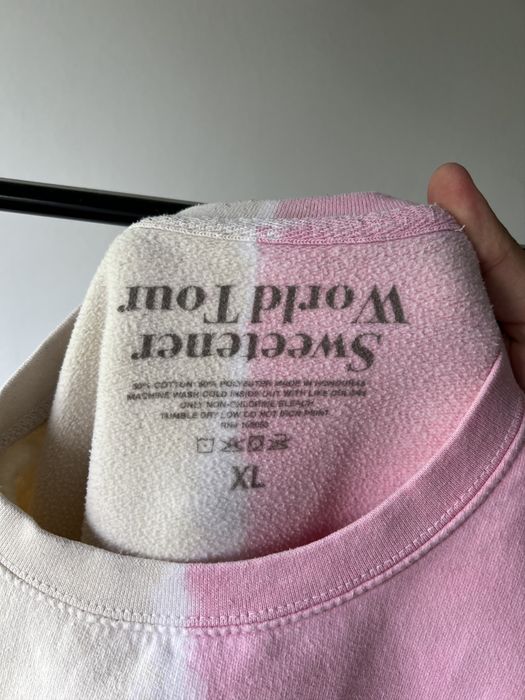 Sweetener
World Tour
50% COTTON 50% POLYESTER MADE IN HONDURAS
MACHINE WASH COLD INSIDE OUT WITH LIKE COLORS
ONLY NON-CHLORINE BLEACH
TUMBLE DRY LOW DO NOT IRON PRINT
RN#
XL